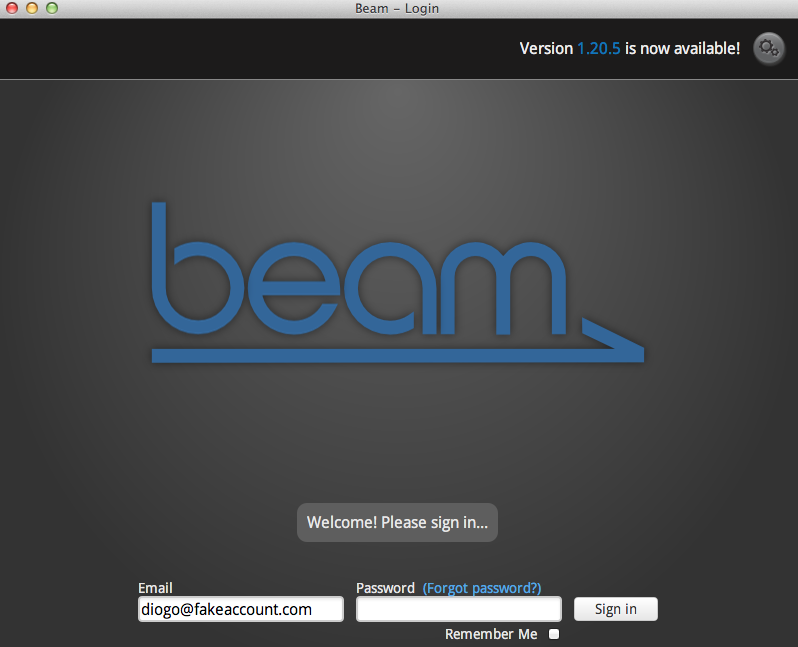 Beam – Login
Version 1.20.5 is now available!
beam
Welcome! Please sign in...
Email
Password (Forgot password?)
diogo@fakeaccount.com
Sign in
Remember Me